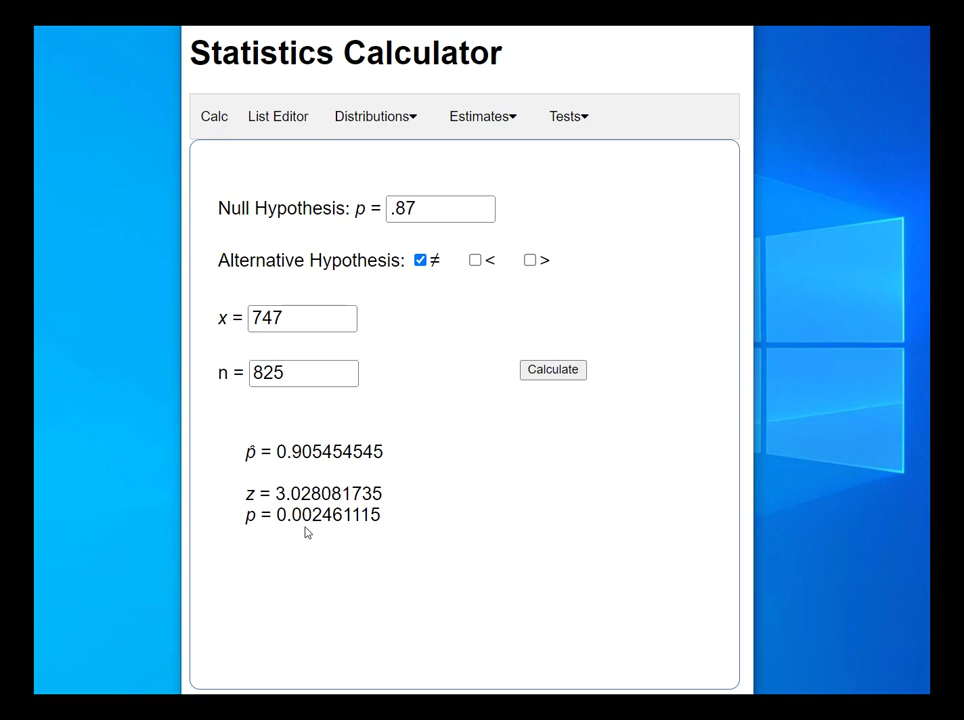 Statistics Calculator
Calc List Editor Distributions▾ Estimates▾ Tests▾
Null Hypothesis: p = .87
Alternative Hypothesis: ≠ < >
x = 747
n = 825
Calculate
p̂ = 0.905454545
z = 3.028081735
p = 0.002461115